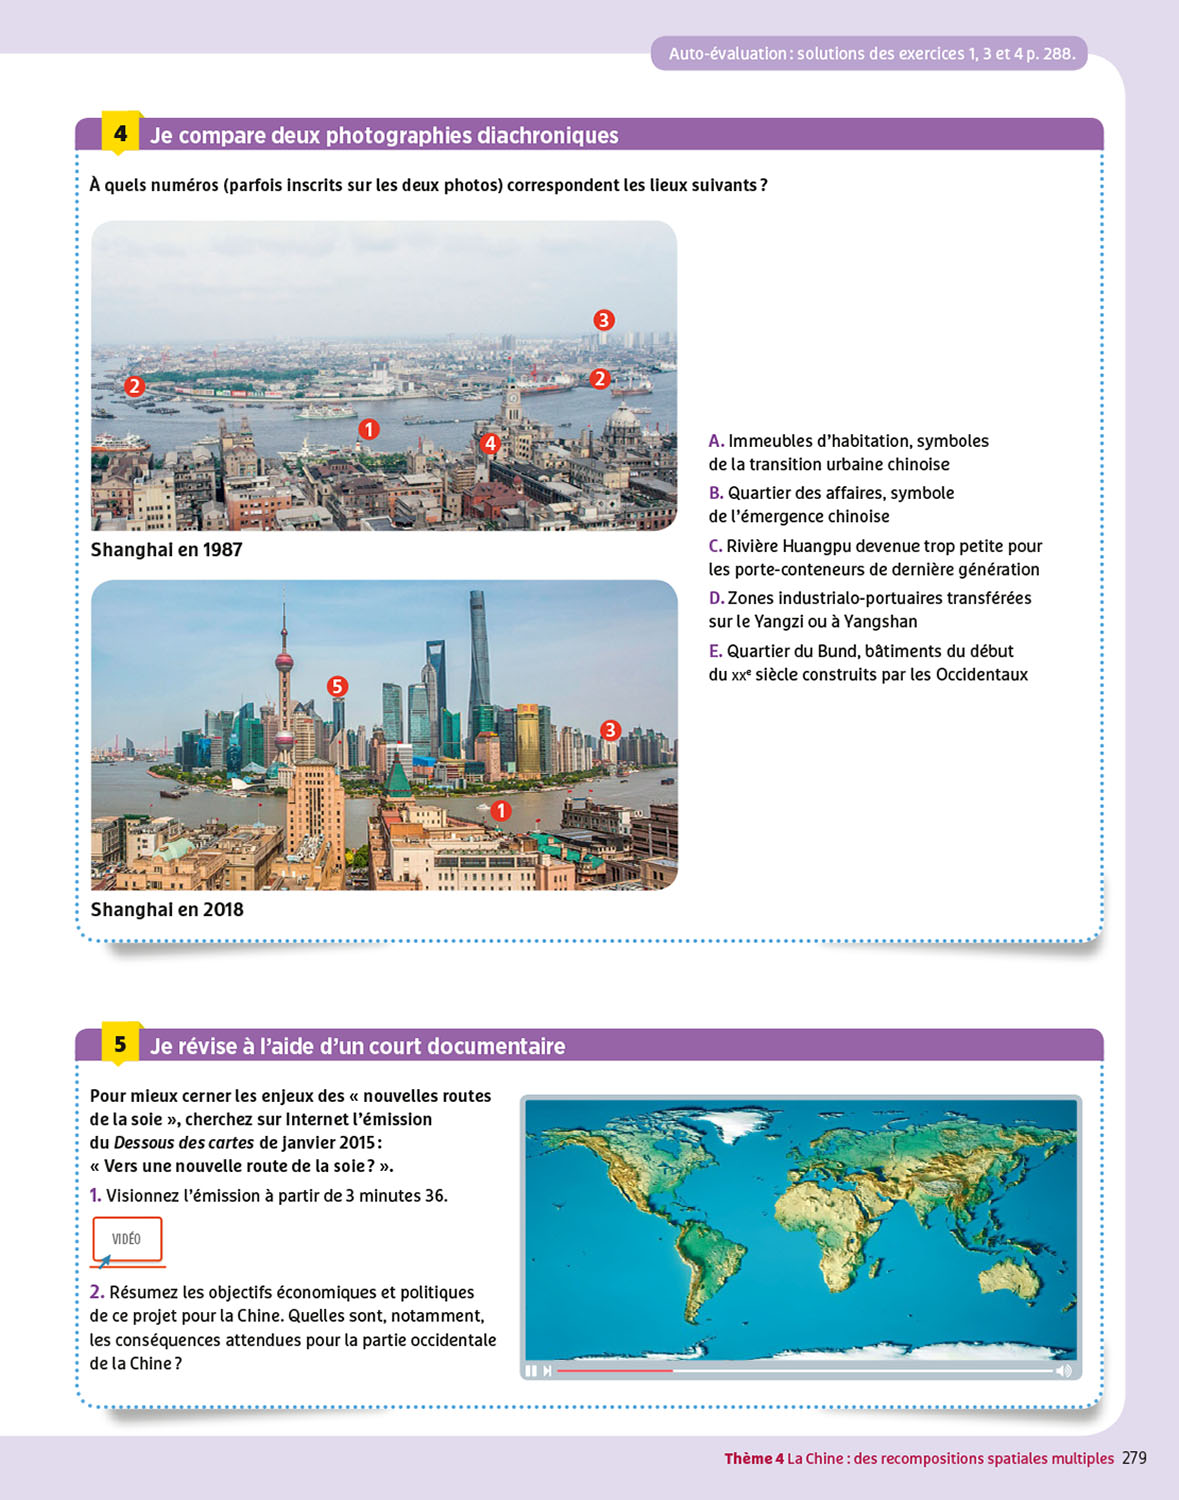 Auto-évaluation : solutions des exercices 1, 3 et 4 p. 288.
4 Je compare deux photographies diachroniques
À quels numéros (parfois inscrits sur les deux photos) correspondent les lieux suivants ?
3
2
2
1
4
Shanghai en 1987
5
3
1
Shanghai en 2018
A. Immeubles d’habitation, symboles
de la transition urbaine chinoise
B. Quartier des affaires, symbole
de l’émergence chinoise
C. Rivière Huangpu devenue trop petite pour
les porte-conteneurs de dernière génération
D. Zones industrialo-portuaires transférées
sur le Yangzi ou à Yangshan
E. Quartier du Bund, bâtiments du début
du XXe siècle construits par les Occidentaux
5 Je révise à l’aide d’un court documentaire
Pour mieux cerner les enjeux des « nouvelles routes
de la soie », cherchez sur Internet l’émission
du Dessous des cartes de janvier 2015 :
« Vers une nouvelle route de la soie ? ».
1. Visionnez l’émission à partir de 3 minutes 36.
VIDÉO
2. Résumez les objectifs économiques et politiques
de ce projet pour la Chine. Quelles sont, notamment,
les conséquences attendues pour la partie occidentale
de la Chine ?
Thème 4 La Chine : des recompositions spatiales multiples 279